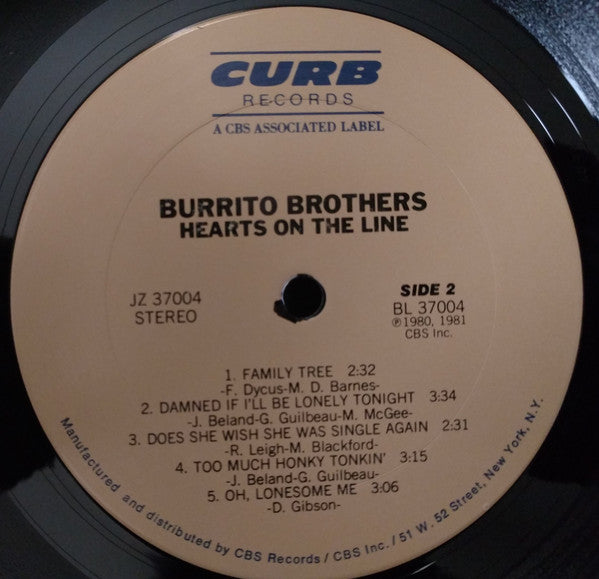 CURB
RECORDS
A CBS ASSOCIATED LABEL
BURRITO BROTHERS
HEARTS ON THE LINE
JZ 37004
STEREO
SIDE 2
BL 37004
℗1980, 1981
CBS Inc.
1. FAMILY TREE 2:32
-F. Dycus-M. D. Barnes-
2. DAMNED IF I'LL BE LONELY TONIGHT 3:34
-J. Beland-G. Guilbeau-M. McGee-
3. DOES SHE WISH SHE WAS SINGLE AGAIN 2:31
-R. Leigh-M. Blackford-
4. TOO MUCH HONKY TONKIN' 3:15
-J. Beland-G. Guilbeau-
5. OH, LONESOME ME 3:06
-D. Gibson-
Manufactured and distributed by CBS Records / CBS Inc. / 51 W. 52 Street, New York, N.Y.